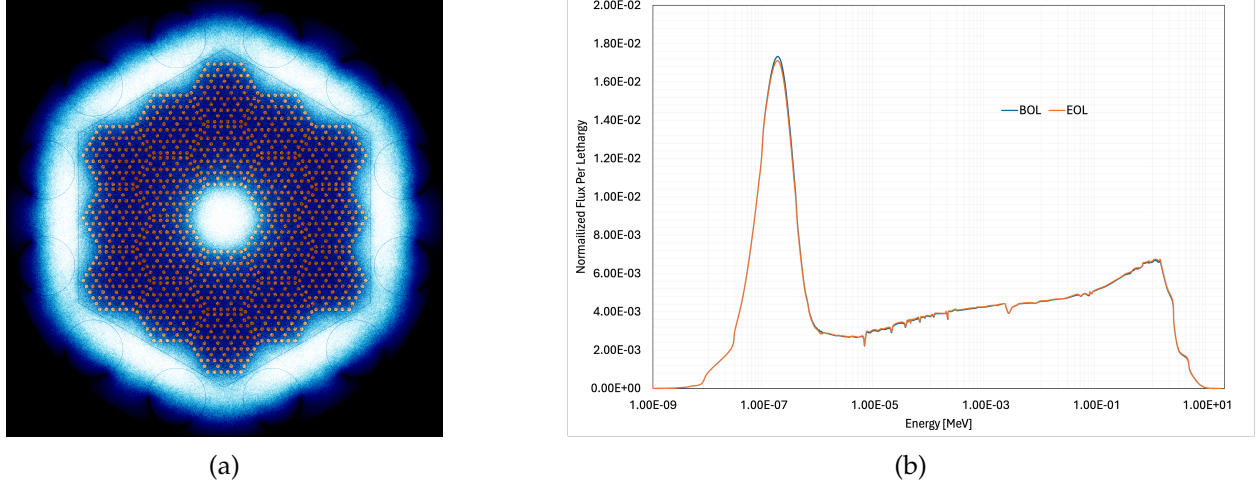 2.00E-02
1.80E-02
1.60E-02
1.40E-02
1.20E-02
1.00E-02
8.00E-03
6.00E-03
4.00E-03
2.00E-03
0.00E+00
Normailized Flux Per Lethargy
BOL
EOL
1.00E-09
1.00E-07
1.00E-05
1.00E-03
1.00E-01
1.00E+01
Energy [MeV]
(a)
(b)